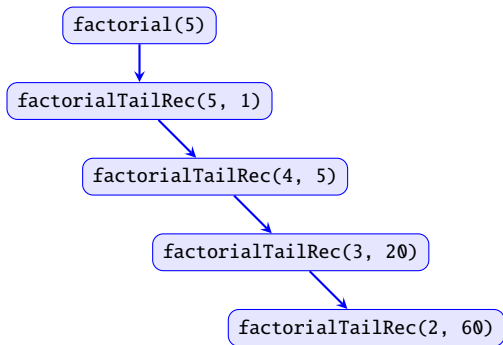 factorial(5)
factorialTailRec(5, 1)
factorialTailRec(4, 5)
factorialTailRec(3, 20)
factorialTailRec(2, 60)